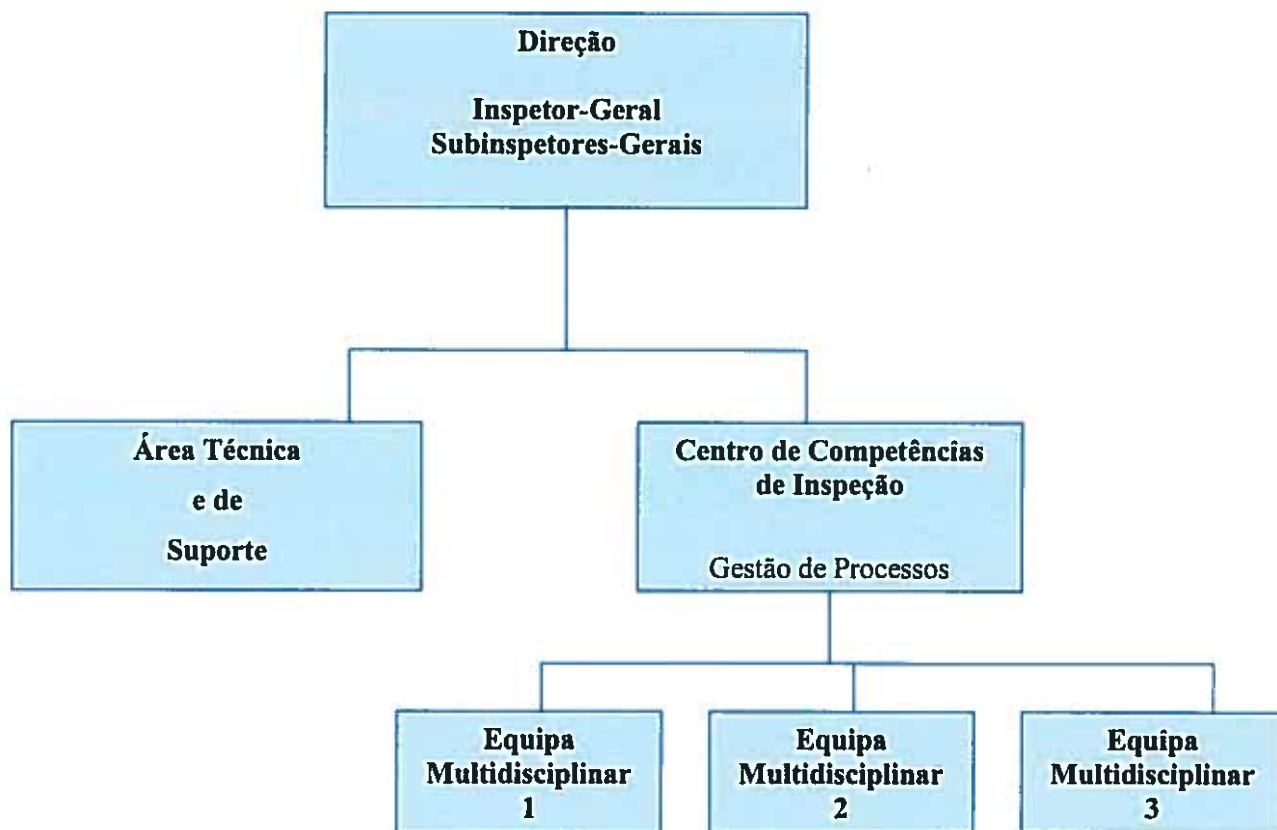 Direção
Inspetor-Geral
Subinspetores-Gerais
Área Técnica
e de
Suporte
Centro de Competências
de Inspeção
Gestão de Processos
Equipa
Multidisciplinar
1
Equipa
Multidisciplinar
2
Equipa
Multidisciplinar
3